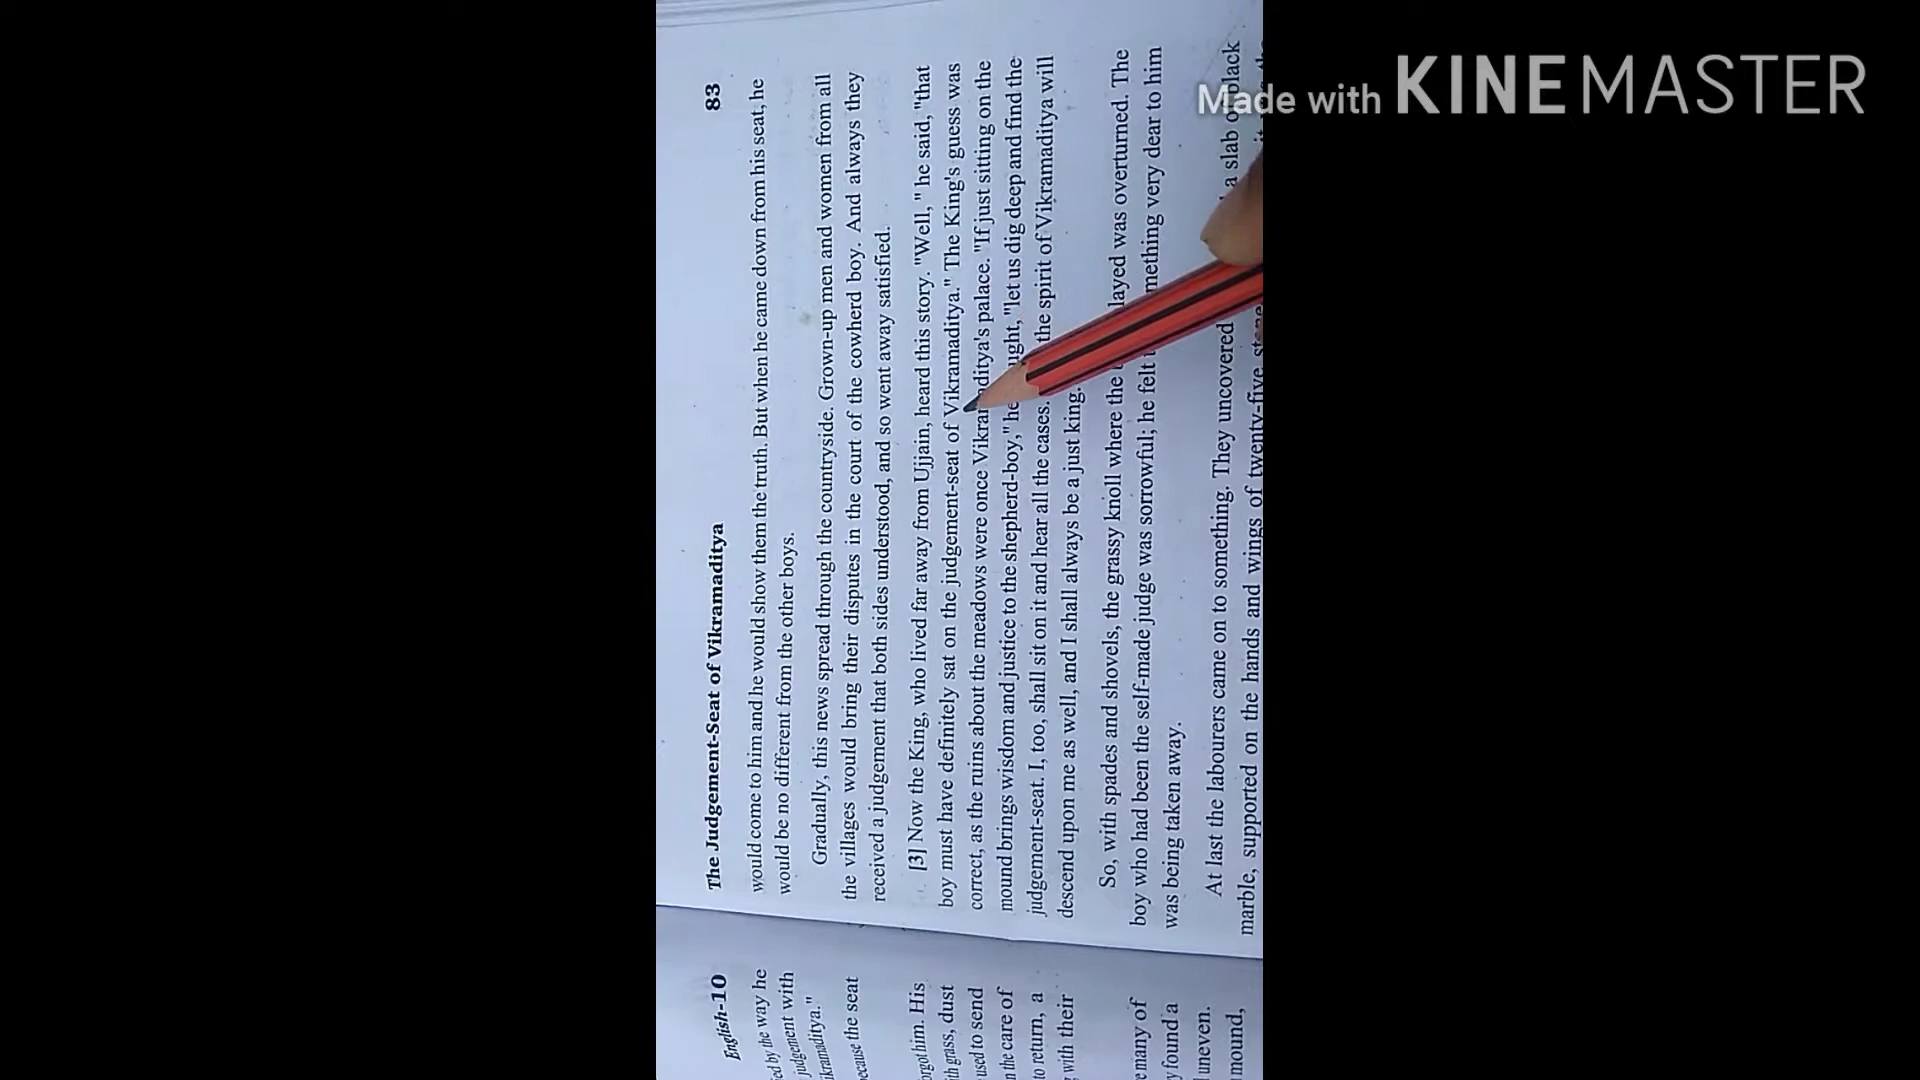 Made with KINEMASTER
The Judgement-Seat of Vikramaditya 83
would come to him and he would show them the truth. But when he came down from his seat, he
would be no different from the other boys.
Gradually, this news spread through the countryside. Grown-up men and women from all
the villages would bring their disputes in the court of the cowherd boy. And always they
received a judgement that both sides understood, and so went away satisfied.
[3] Now the King, who lived far away from Ujjain, heard this story. "Well, " he said, "that
boy must have definitely sat on the judgement-seat of Vikramaditya." The King's guess was
correct, as the ruins about the meadows were once Vikramaditya's palace. "If just sitting on the
mound brings wisdom and justice to the shepherd-boy," he ught, "let us dig deep and find the
judgement-seat. I, too, shall sit on it and hear all the cases. the spirit of Vikramaditya will
descend upon me as well, and I shall always be a just king.
So, with spades and shovels, the grassy knoll where the layed was overturned. The
boy who had been the self-made judge was sorrowful; he felt mething very dear to him
was being taken away.
At last the labourers came on to something. They uncovered a slab of black
marble, supported on the hands and wings of twenty-five
English-10
ied by the way he
judgement with
ikramaditya."
ecause the seat
orgot him. His
ith grass, dust
used to send
n the care of
to return, a
with their
e many of
y found a
uneven.
mound,